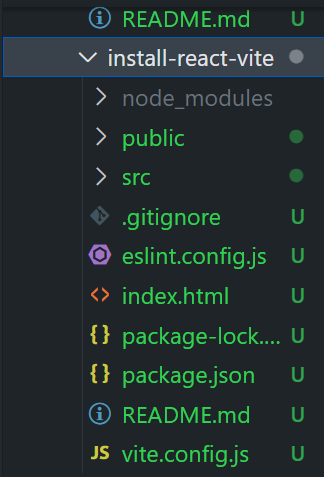 README.md U
install-react-vite
node_modules
public
src
.gitignore U
eslint.config.js U
index.html U
package-lock.... U
package.json U
README.md U
JS vite.config.js U